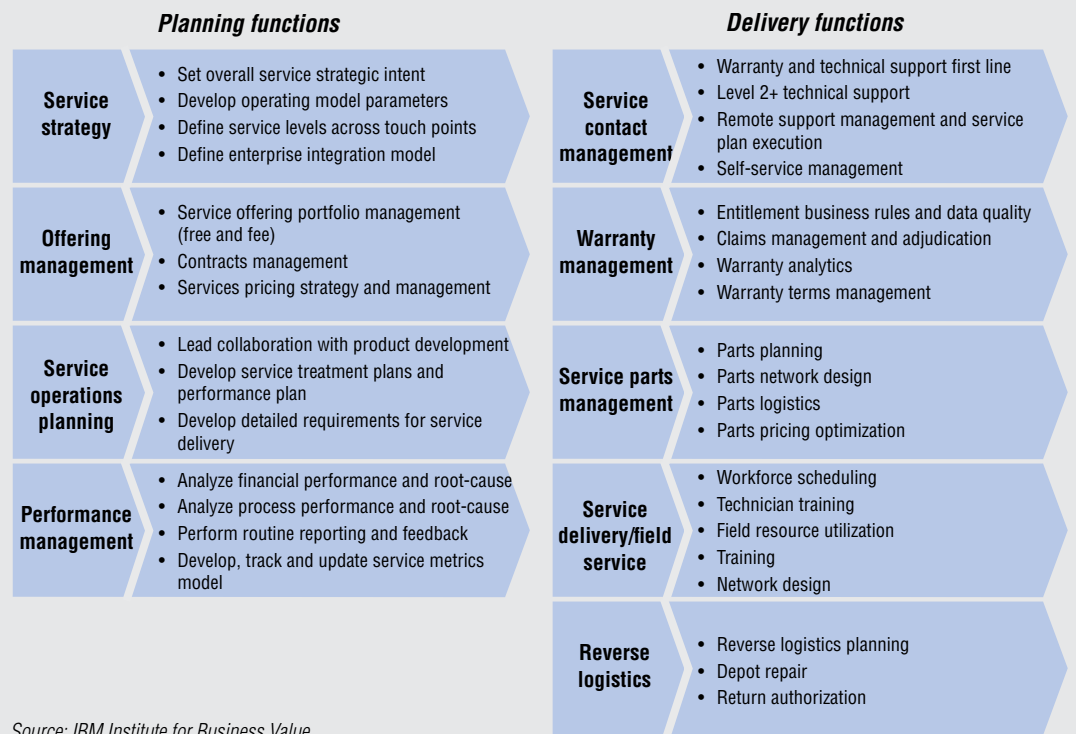 Planning functions
Service
strategy
• Set overall service strategic intent
• Develop operating model parameters
• Define service levels across touch points
• Define enterprise integration model
Offering
management
• Service offering portfolio management
(free and fee)
• Contracts management
• Services pricing strategy and management
Service
operations
planning
• Lead collaboration with product development
• Develop service treatment plans and
performance plan
• Develop detailed requirements for service
delivery
Performance
management
• Analyze financial performance and root-cause
• Analyze process performance and root-cause
• Perform routine reporting and feedback
• Develop, track and update service metrics
model
Delivery functions
Service
contact
management
• Warranty and technical support first line
• Level 2+ technical support
• Remote support management and service
plan execution
• Self-service management
Warranty
management
• Entitlement business rules and data quality
• Claims management and adjudication
• Warranty analytics
• Warranty terms management
Service parts
management
• Parts planning
• Parts network design
• Parts logistics
• Parts pricing optimization
Service
delivery/field
service
• Workforce scheduling
• Technician training
• Field resource utilization
• Training
• Network design
Reverse
logistics
• Reverse logistics planning
• Depot repair
• Return authorization
Source: IBM Institute for Business Value